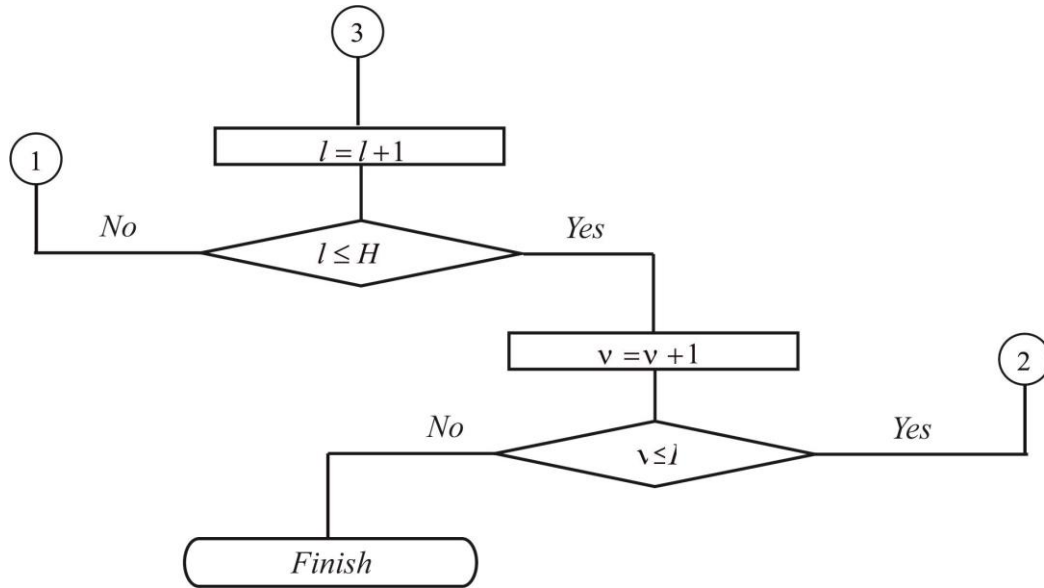 3
l = l +1
1
No
Yes
l ≤ H
ν = ν +1
2
No
Yes
ν ≤
Finish